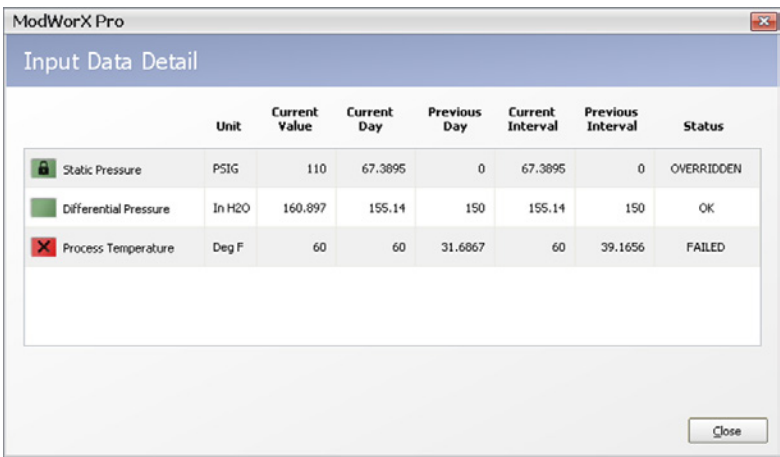 ModWorX Pro
Input Data Detail
Unit Current Value Current Day Previous Day Current Interval Previous Interval Status
Static Pressure PSIG 110 67.3895 0 67.3895 0 OVERRIDDEN
Differential Pressure In H2O 160.897 155.14 150 155.14 150 OK
Process Temperature Deg F 60 60 31.6867 60 39.1656 FAILED
Close